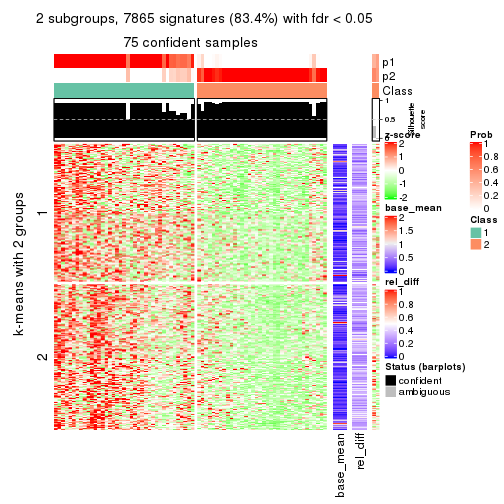 2 subgroups, 7865 signatures (83.4%) with fdr < 0.05
75 confident samples
p1
p2
Class
1
0.5
0
Silhouette
score
k-means with 2 groups
1
2
base_mean
rel_diff
z-score
2
1
0
-1
-2
base_mean
2
1.5
1
0.5
0
rel_diff
1
0.8
0.6
0.4
0.2
0
Status (barplots)
confident
ambiguous
Prob
1
0.8
0.6
0.4
0.2
0
Class
1
2